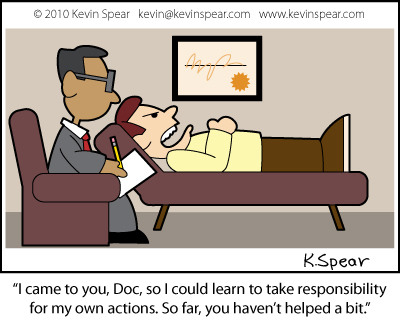 © 2010 Kevin Spear   kevin@kevinspear.com   www.kevinspear.com
K.Spear
“I came to you, Doc, so I could learn to take responsibility
for my own actions. So far, you haven’t helped a bit.”